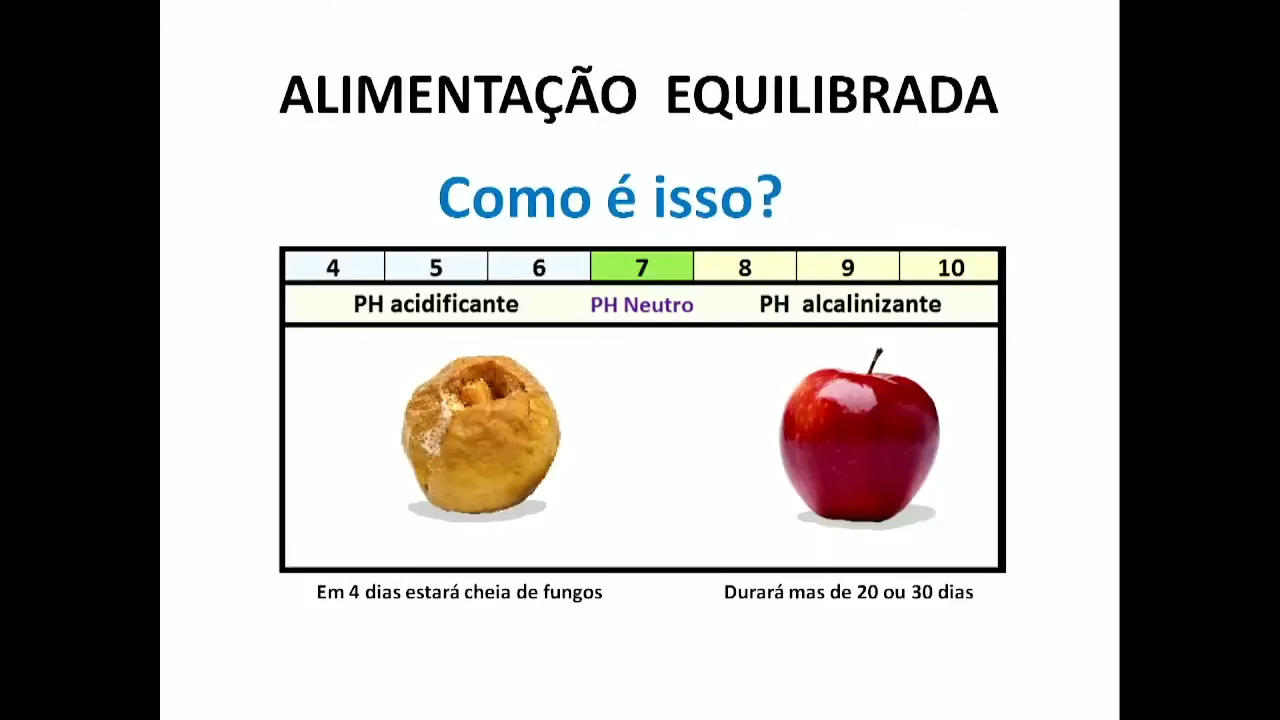 ALIMENTAÇÃO EQUILIBRADA
Como é isso?
4 5 6 7 8 9 10
PH acidificante PH Neutro PH alcalinizante
Em 4 dias estará cheia de fungos Durará mas de 20 ou 30 dias